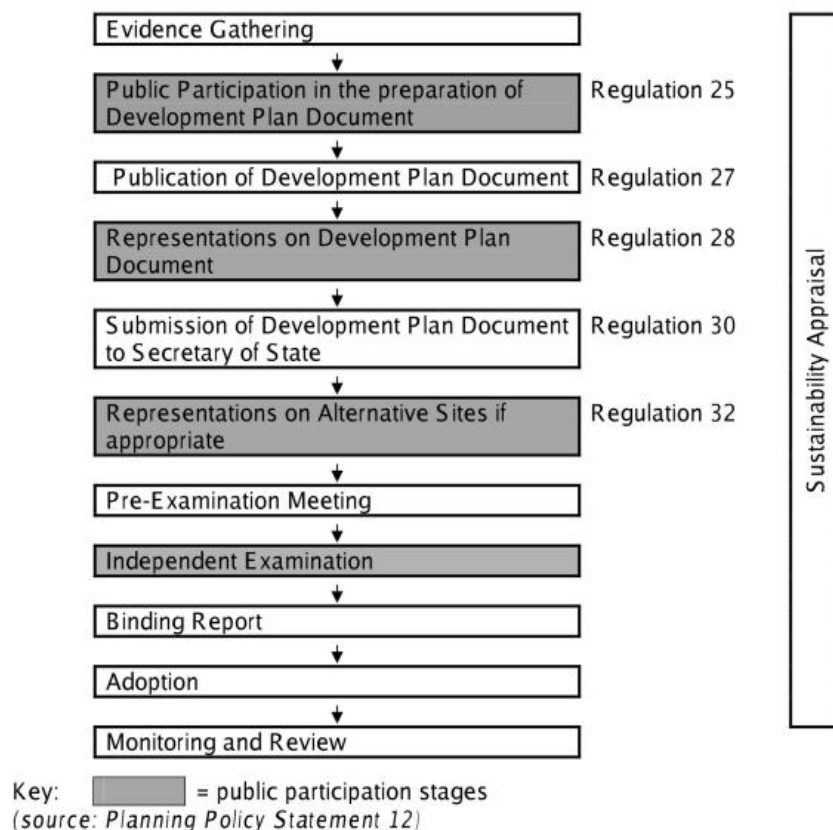 Evidence Gathering
Public Participation in the preparation of
Development Plan Document
Regulation 25
Publication of Development Plan Document
Regulation 27
Representations on Development Plan
Document
Regulation 28
Submission of Development Plan Document
to Secretary of State
Regulation 30
Representations on Alternative Sites if
appropriate
Regulation 32
Pre-Examination Meeting
Independent Examination
Binding Report
Adoption
Monitoring and Review
Sustainability Appraisal
Key: = public participation stages
(source: Planning Policy Statement 12)